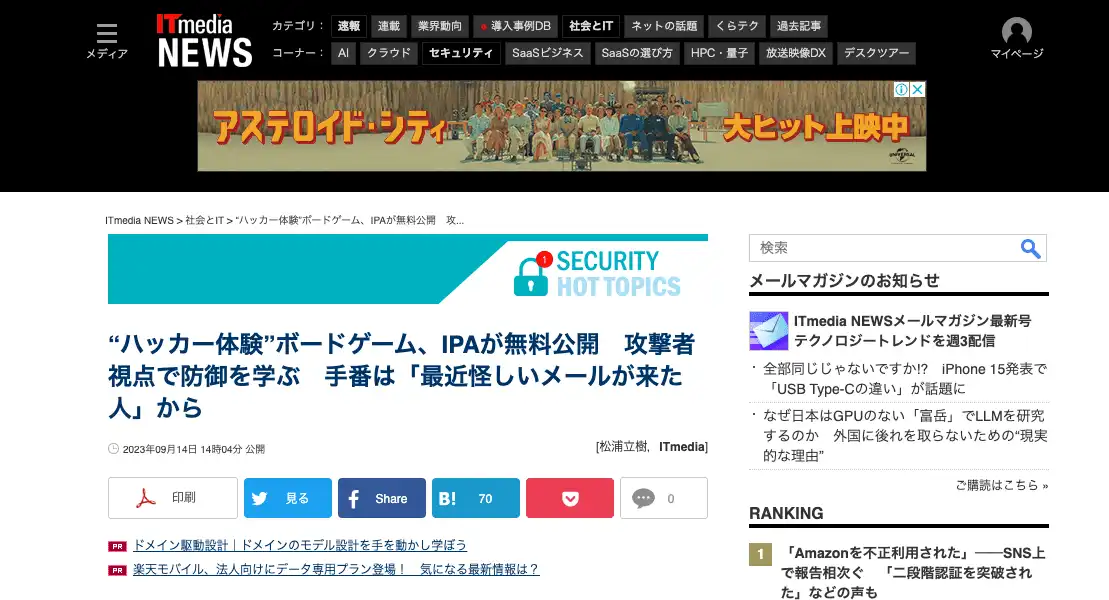 メディア
ITmedia NEWS
カテゴリ： 速報 連載 業界動向 導入事例DB 社会とIT ネットの話題 くらテク 過去記事
コーナー： AI クラウド セキュリティ SaaSビジネス SaaSの選び方 HPC・量子 放送映像DX デスクツアー
マイページ
アステロイド・シティ 大ヒット上映中
UNIVERSAL
ITmedia NEWS > 社会とIT > “ハッカー体験”ボードゲーム、IPAが無料公開　攻...
1 SECURITY
HOT TOPICS
“ハッカー体験”ボードゲーム、IPAが無料公開　攻撃者
視点で防御を学ぶ　手番は「最近怪しいメールが来た
人」から
2023年09月14日 14時04分 公開
[松浦立樹，ITmedia]
印刷 見る Share B! 70 0
PR ドメイン駆動設計｜ドメインのモデル設計を手を動かし学ぼう
PR 楽天モバイル、法人向けにデータ専用プラン登場！　気になる最新情報は？
検索
メールマガジンのお知らせ
ITmedia NEWSメールマガジン最新号
テクノロジートレンドを週3配信
・全部同じじゃないですか!?　iPhone 15発表で
「USB Type-Cの違い」が話題に
・なぜ日本はGPUのない「富岳」でLLMを研究
するのか　外国に後れを取らないための“現実
的な理由”
ご購読はこちら »
RANKING
1 「Amazonを不正利用された」――SNS上
で報告相次ぐ　「二段階認証を突破され
た」などの声も